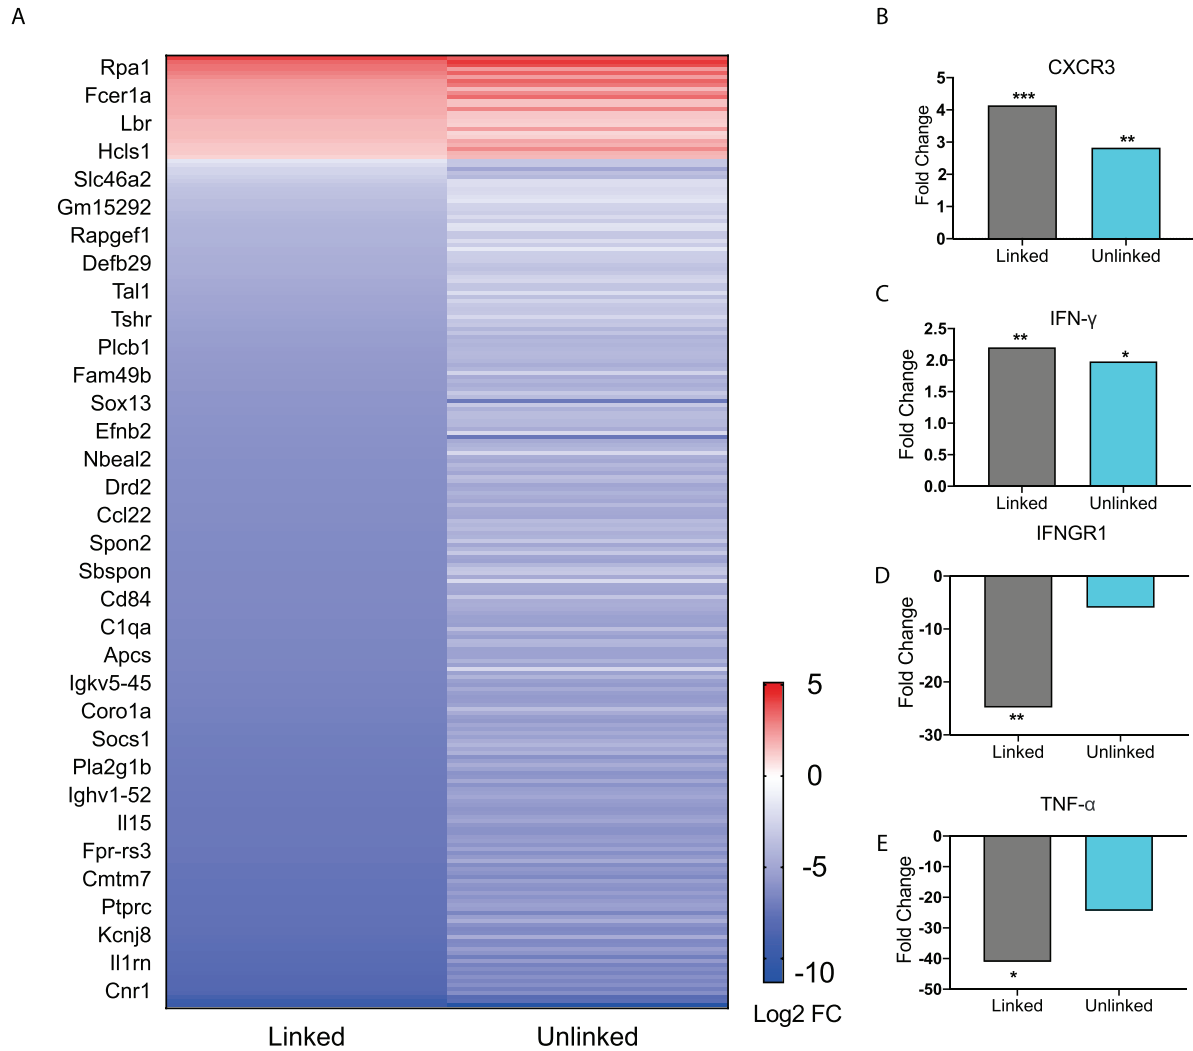 A
Rpa1
Fcer1a
Lbr
Hcls1
Slc46a2
Gm15292
Rapgef1
Defb29
Tal1
Tshr
Plcb1
Fam49b
Sox13
Efnb2
Nbeal2
Drd2
Ccl22
Spon2
Sbspon
Cd84
C1qa
Apcs
Igkv5-45
Coro1a
Socs1
Pla2g1b
Ighv1-52
Il15
Fpr-rs3
Cmtm7
Ptprc
Kcnj8
Il1rn
Cnr1
Linked Unlinked
5
0
-5
-10
Log2 FC
B
CXCR3
Fold Change
5
4
3
2
1
0
***
**
Linked Unlinked
C
IFN-γ
Fold Change
2.5
2.0
1.5
1.0
0.5
0.0
**
*
Linked Unlinked
D
IFNGR1
Fold Change
0
-10
-20
-30
**
Linked Unlinked
E
TNF-α
Fold Change
0
-10
-20
-30
-40
-50
*
Linked Unlinked